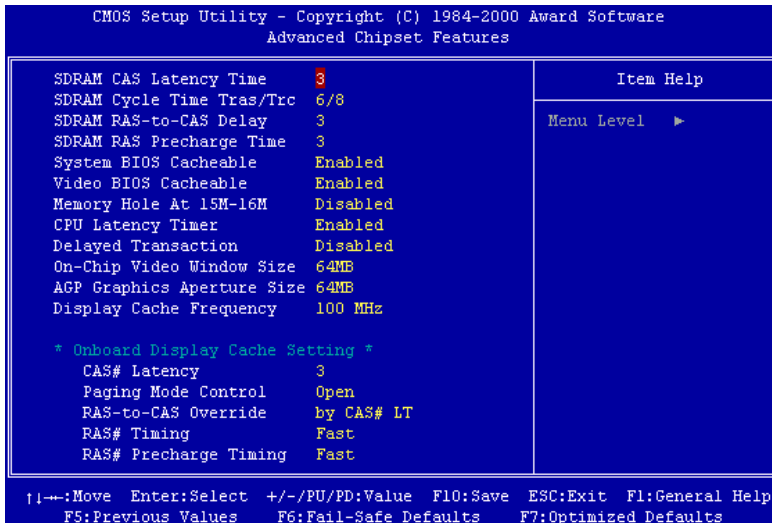 CMOS Setup Utility - Copyright (C) 1984-2000 Award Software
Advanced Chipset Features
SDRAM CAS Latency Time 3
SDRAM Cycle Time Tras/Trc 6/8
SDRAM RAS-to-CAS Delay 3
SDRAM RAS Precharge Time 3
System BIOS Cacheable Enabled
Video BIOS Cacheable Enabled
Memory Hole At 15M-16M Disabled
CPU Latency Timer Enabled
Delayed Transaction Disabled
On-Chip Video Window Size 64MB
AGP Graphics Aperture Size 64MB
Display Cache Frequency 100 MHz
* Onboard Display Cache Setting *
CAS# Latency 3
Paging Mode Control Open
RAS-to-CAS Override by CAS# LT
RAS# Timing Fast
RAS# Precharge Timing Fast
Item Help
Menu Level ►
↑↓→←:Move Enter:Select +/-/PU/PD:Value F10:Save ESC:Exit F1:General Help
F5:Previous Values F6:Fail-Safe Defaults F7:Optimized Defaults